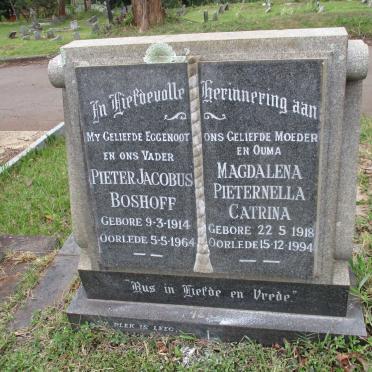 In Liefdevolle Herinnering aan
My Geliefde Eggenoot
en ons Vader
Pieter Jacobus
Boshoff
Gebore 9-3-1914
Oorlede 5-5-1964
ons Geliefde Moeder
en Ouma
Magdalena
Pieternella
Catrina
Gebore 22 5 1918
Oorlede 15-12-1994
"Rus in Liefde en Vrede."